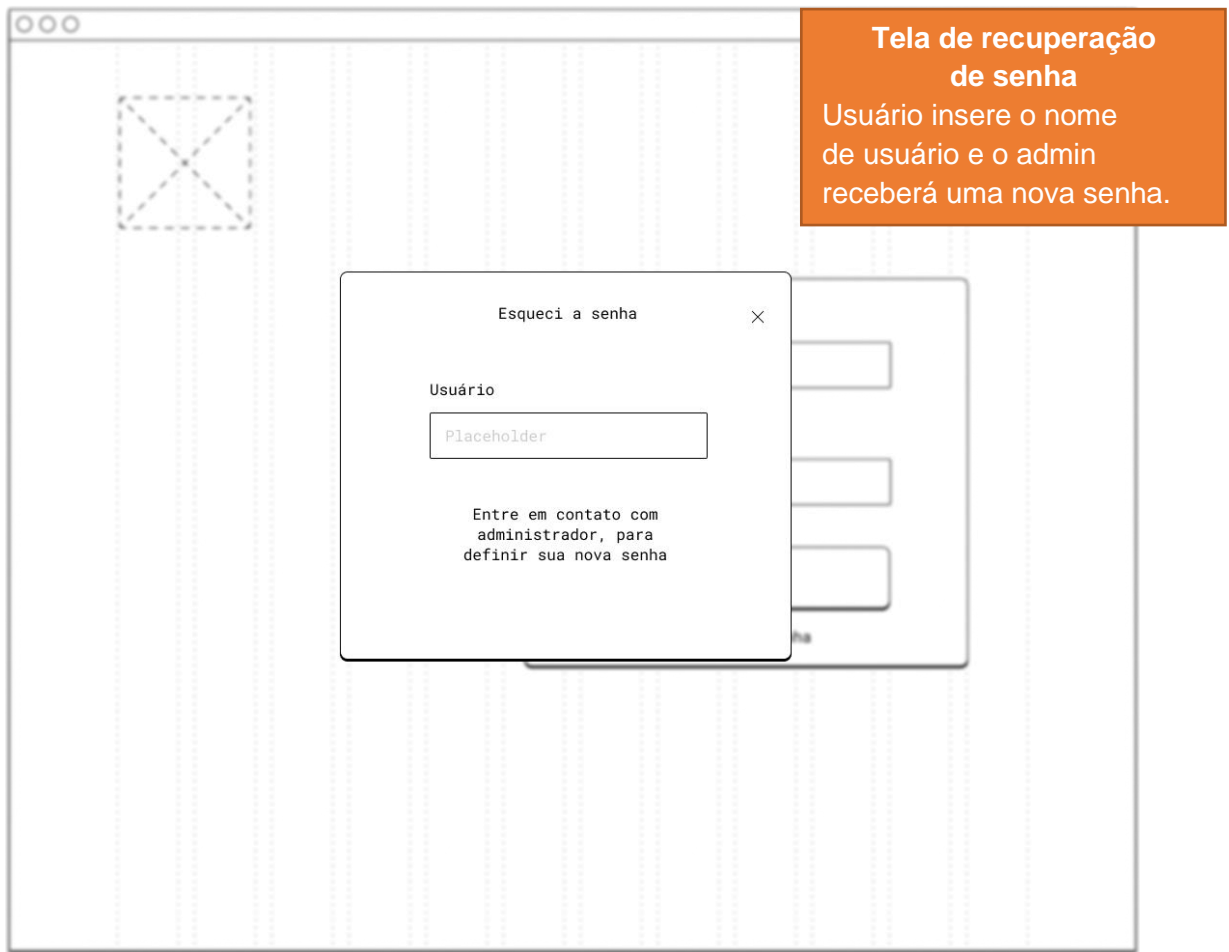 Tela de recuperação
de senha
Usuário insere o nome
de usuário e o admin
receberá uma nova senha.
Esqueci a senha
Usuário
Placeholder
Entre em contato com
administrador, para
definir sua nova senha